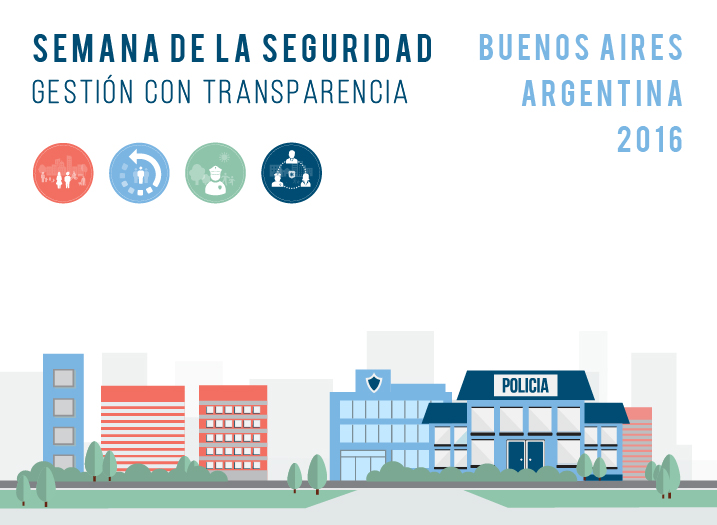 SEMANA DE LA SEGURIDAD
GESTIÓN CON TRANSPARENCIA
BUENOS AIRES
ARGENTINA
2016
POLICIA